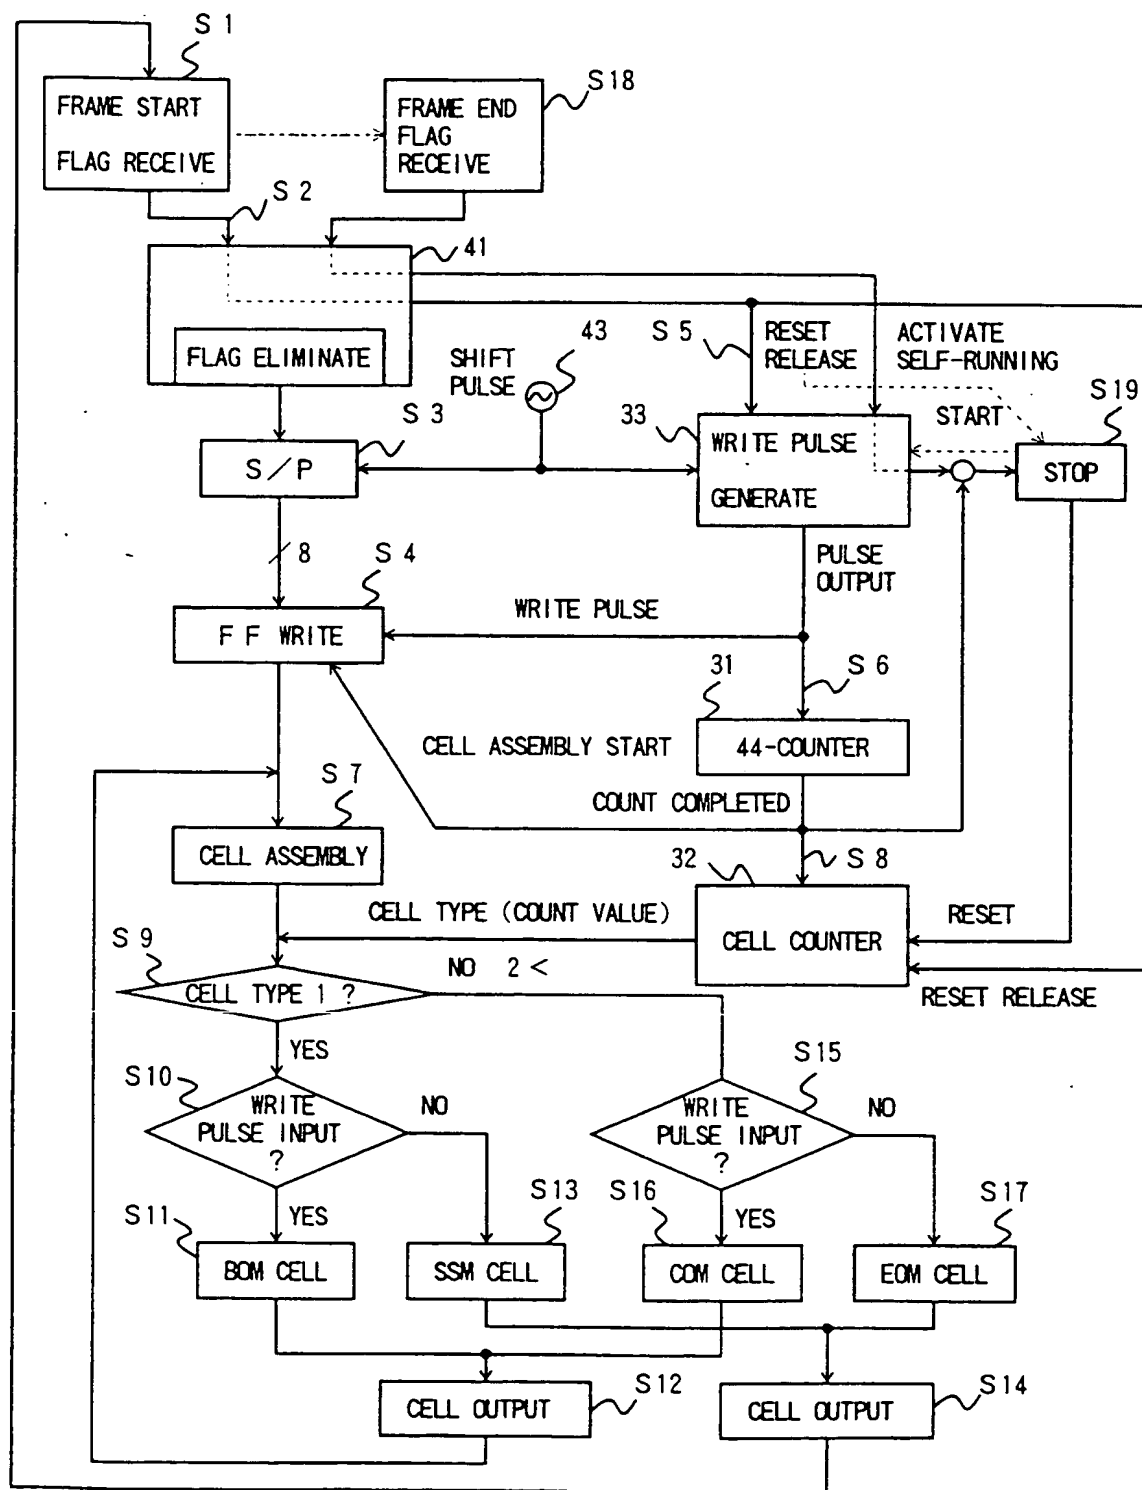 S 1
FRAME START
FLAG RECEIVE
S18
FRAME END
FLAG
RECEIVE
S 2
41
FLAG ELIMINATE
SHIFT
PULSE
43
S 5
RESET
RELEASE
ACTIVATE
SELF-RUNNING
S 3
S/P
33
WRITE PULSE
GENERATE
START
S19
STOP
8
S 4
PULSE
OUTPUT
F F WRITE
WRITE PULSE
31
S 6
CELL ASSEMBLY START
44-COUNTER
S 7
COUNT COMPLETED
CELL ASSEMBLY
32
S 8
CELL TYPE (COUNT VALUE)
CELL COUNTER
RESET
RESET RELEASE
S 9
NO 2 <
CELL TYPE 1 ?
YES
S10
WRITE
PULSE INPUT
?
NO
S15
WRITE
PULSE INPUT
?
NO
S11
YES
S13
S16
YES
S17
BOM CELL
SSM CELL
COM CELL
EOM CELL
CELL OUTPUT
S12
CELL OUTPUT
S14